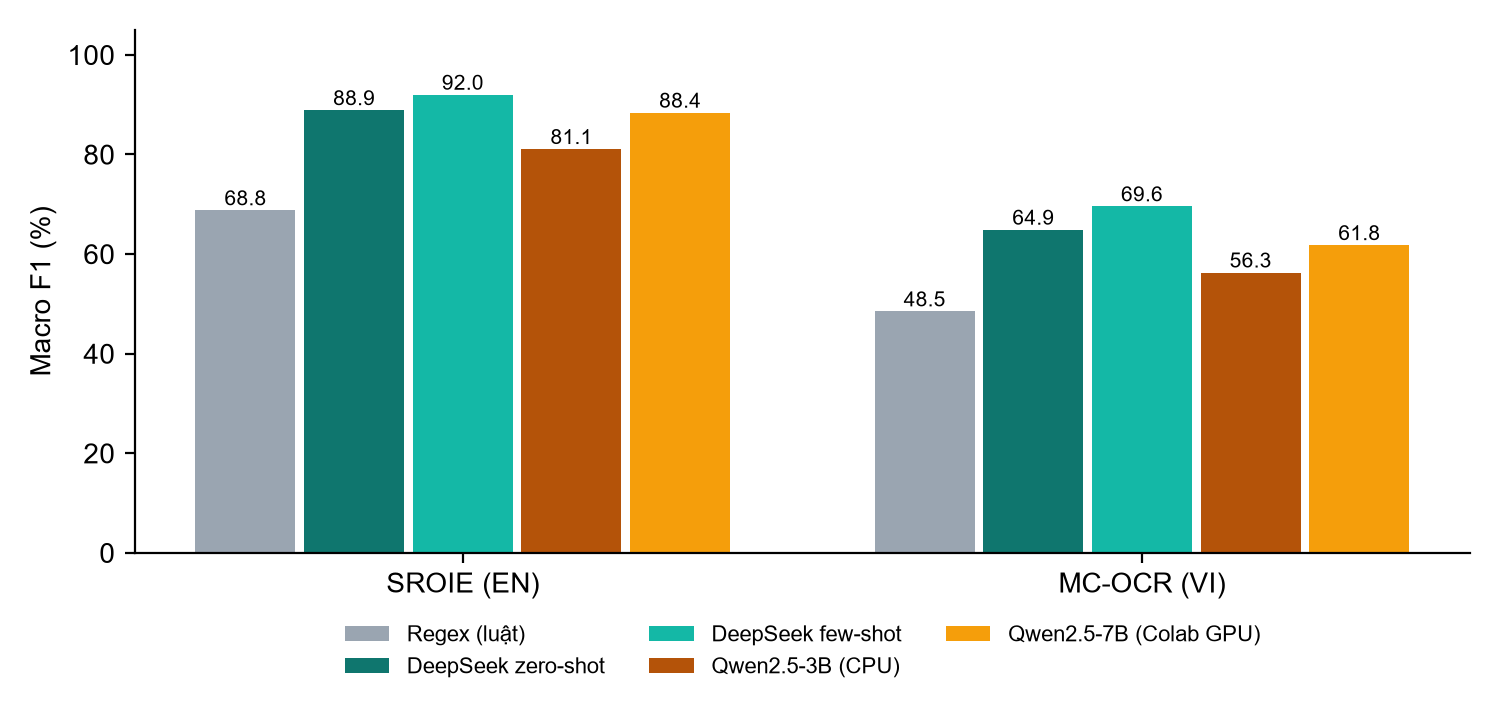 Macro F1 (%)
100
80
60
40
20
0
68.8
88.9
92.0
81.1
88.4
48.5
64.9
69.6
56.3
61.8
SROIE (EN)
MC-OCR (VI)
Regex (luật)
DeepSeek zero-shot
DeepSeek few-shot
Qwen2.5-3B (CPU)
Qwen2.5-7B (Colab GPU)